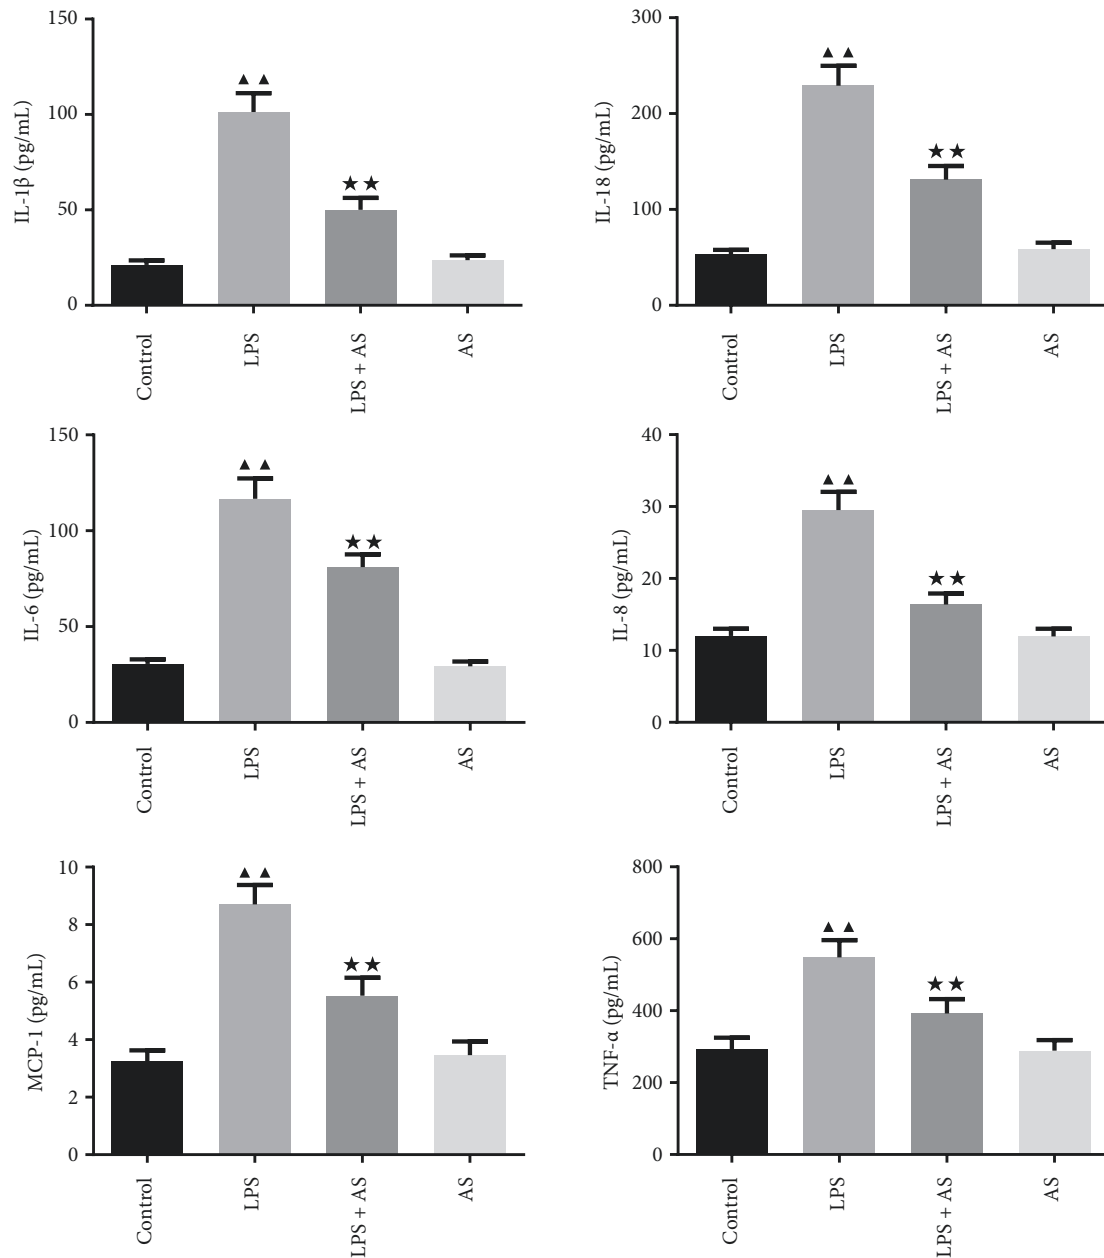 IL-1β (pg/mL)
150
100
50
0
▲ ▲
★★
Control
LPS
LPS + AS
AS
IL-18 (pg/mL)
300
200
100
0
▲ ▲
★★
Control
LPS
LPS + AS
AS
IL-6 (pg/mL)
150
100
50
0
▲ ▲
★★
Control
LPS
LPS + AS
AS
IL-8 (pg/mL)
40
30
20
10
0
▲ ▲
★★
Control
LPS
LPS + AS
AS
MCP-1 (pg/mL)
10
8
6
4
2
0
▲ ▲
★★
Control
LPS
LPS + AS
AS
TNF-α (pg/mL)
800
600
400
200
0
▲ ▲
★★
Control
LPS
LPS + AS
AS